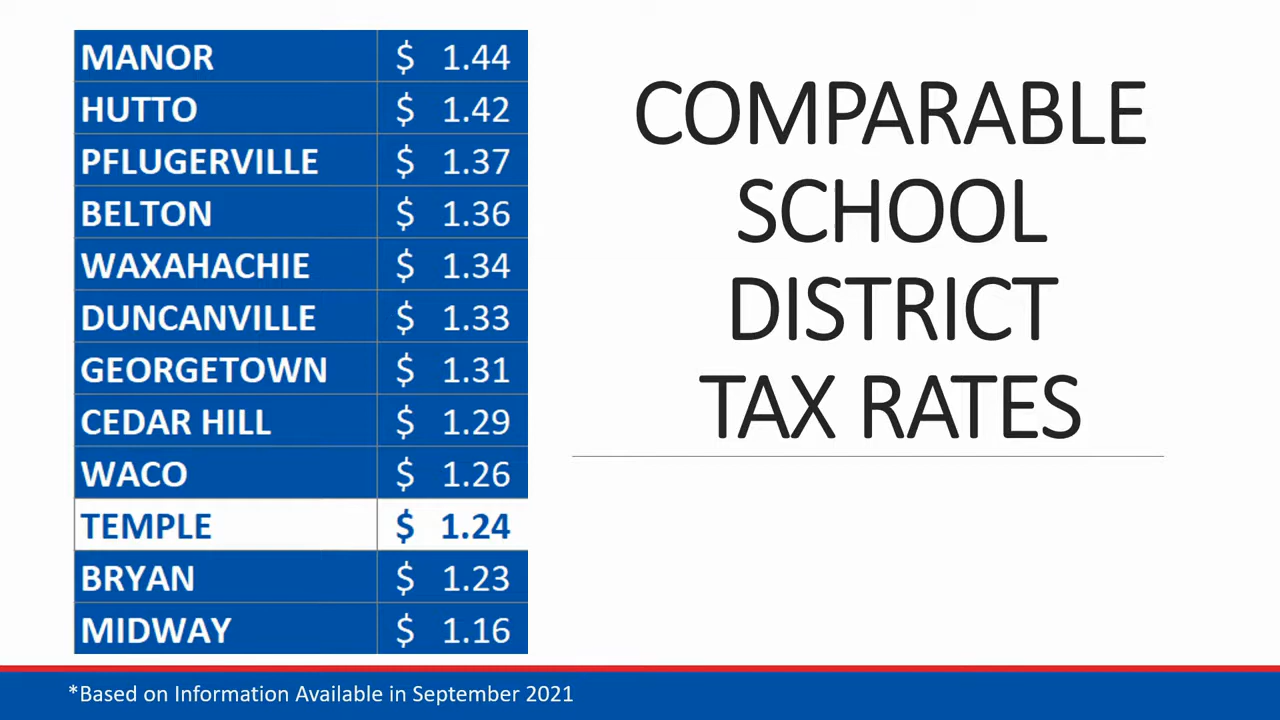 MANOR $ 1.44
HUTTO $ 1.42
PFLUGERVILLE $ 1.37
BELTON $ 1.36
WAXAHACHIE $ 1.34
DUNCANVILLE $ 1.33
GEORGETOWN $ 1.31
CEDAR HILL $ 1.29
WACO $ 1.26
TEMPLE $ 1.24
BRYAN $ 1.23
MIDWAY $ 1.16
COMPARABLE
SCHOOL
DISTRICT
TAX RATES
*Based on Information Available in September 2021